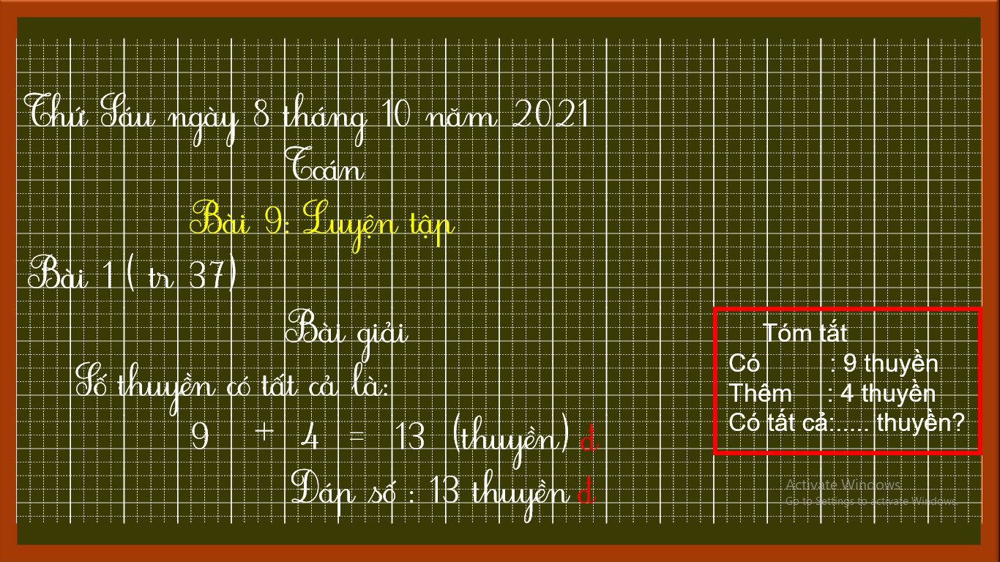 Thứ Sáu ngày 8 tháng 10 năm 2021
Toán
Bài 9: Luyện tập
Bài 1 ( tr 37)
Bài giải
Số thuyền có tất cả là:
9 + 4 = 13 (thuyền) đ
Đáp số : 13 thuyền đ
Tóm tắt
Có : 9 thuyền
Thêm : 4 thuyền
Có tất cả:..... thuyền?
Activate Windows
Go to Settings to activate Windows.